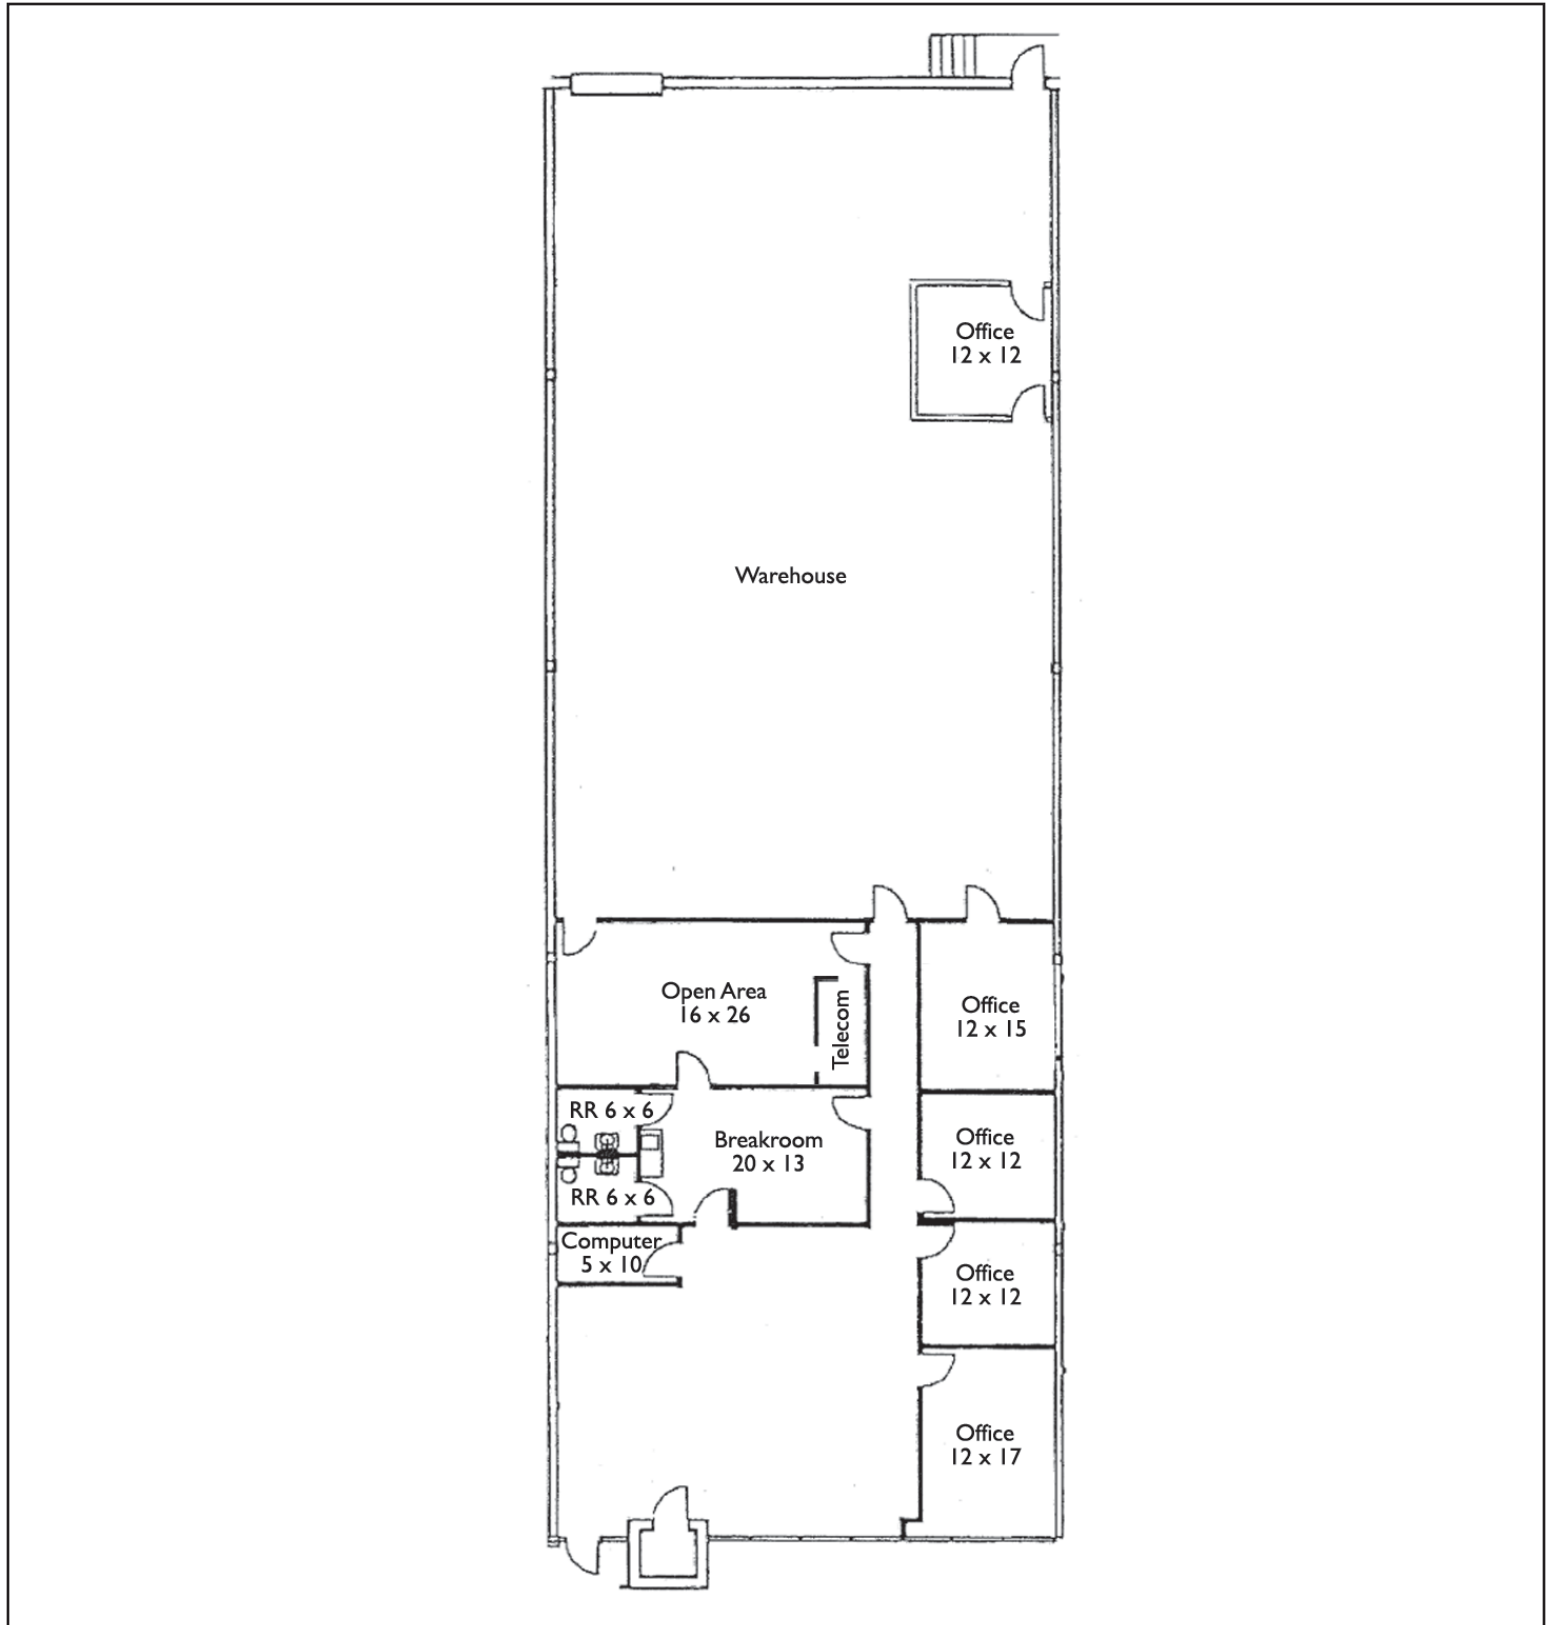 Office
12 x 12
Warehouse
Open Area
16 x 26
Telecom
Office
12 x 15
RR 6 x 6
Breakroom
20 x 13
Office
12 x 12
RR 6 x 6
Computer
5 x 10
Office
12 x 12
Office
12 x 17